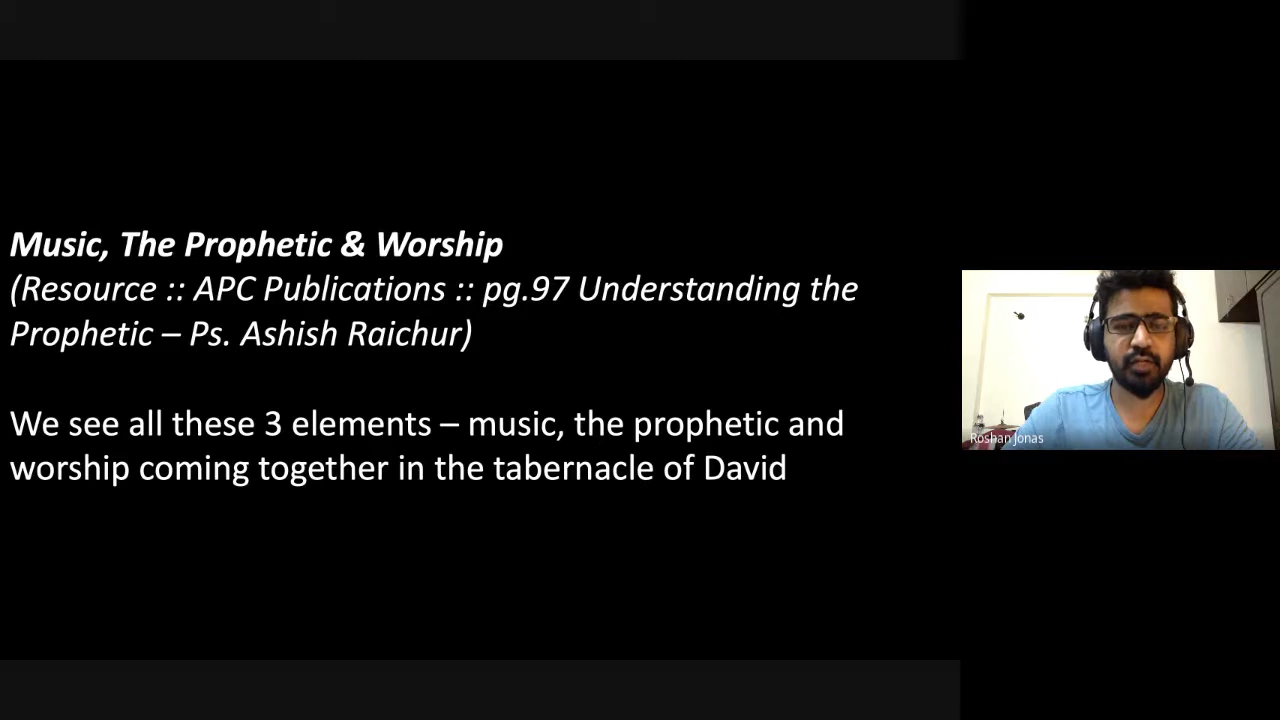 Music, The Prophetic & Worship
(Resource :: APC Publications :: pg.97 Understanding the
Prophetic – Ps. Ashish Raichur)
We see all these 3 elements – music, the prophetic and
worship coming together in the tabernacle of David
Roshan Jonas